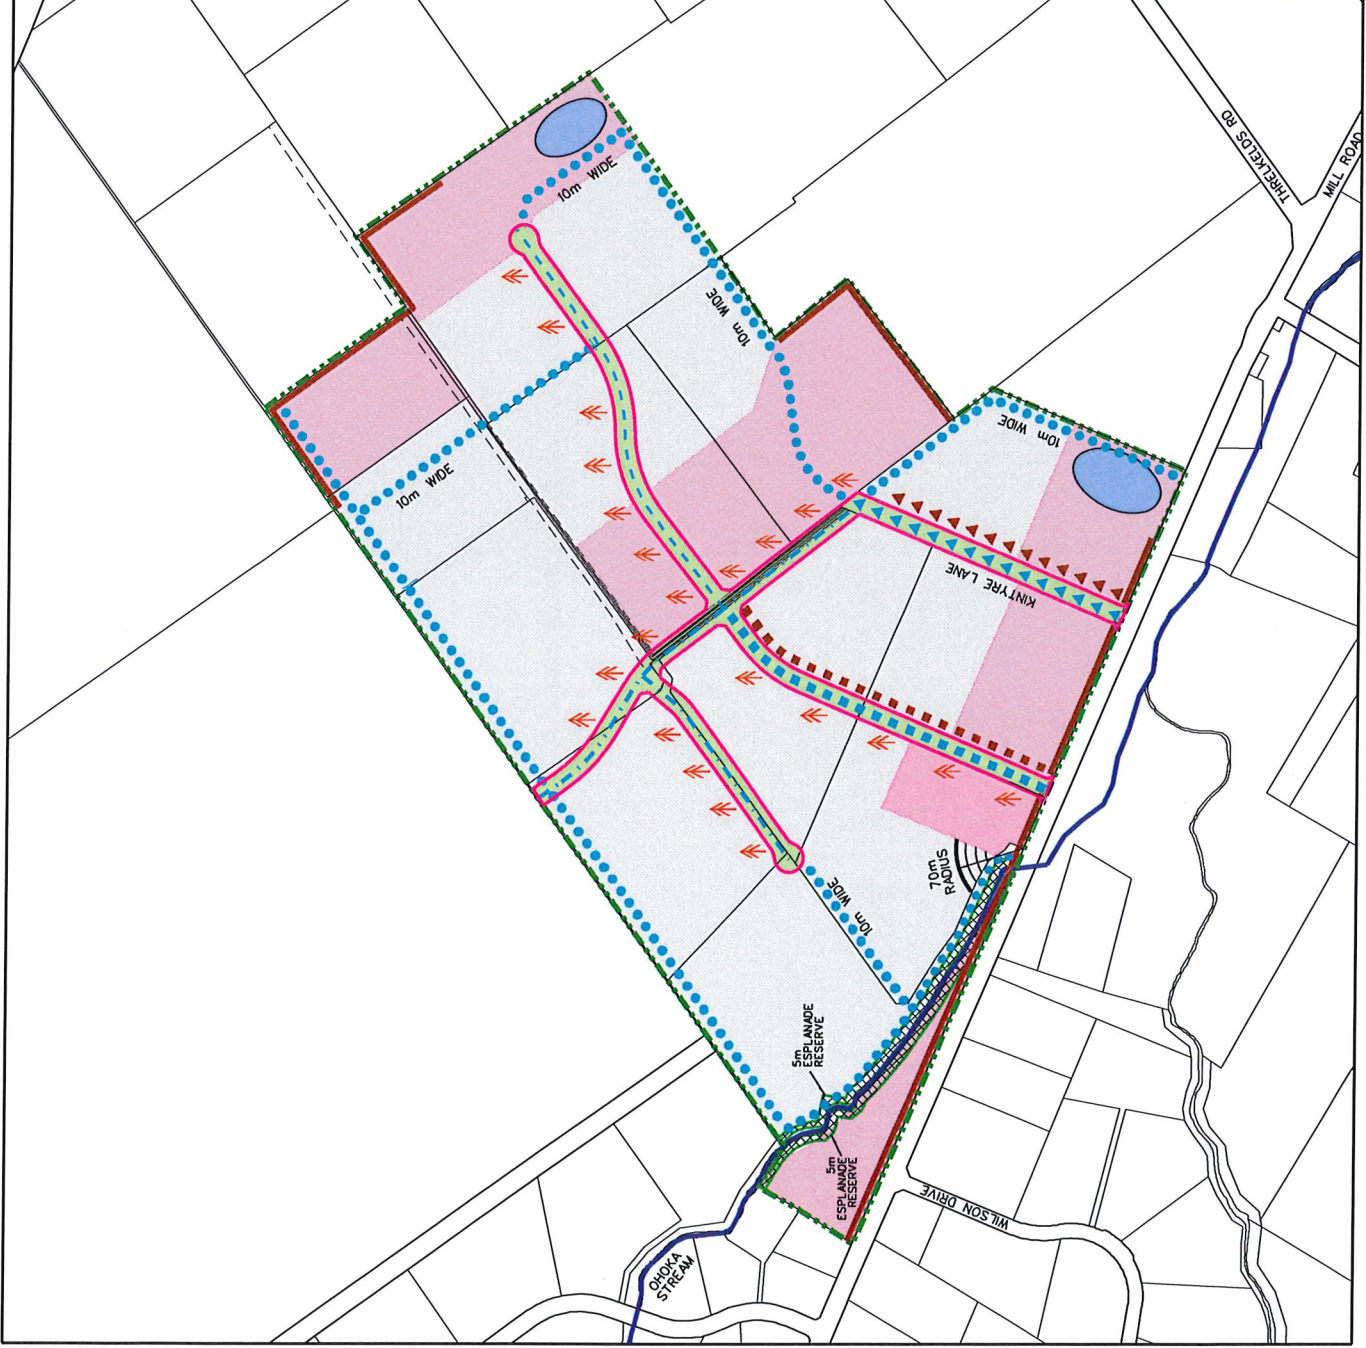 THRELKELDS RD
MILL ROAD
10m WIDE
10m WIDE
10m WIDE
10m WIDE
KINTYRE LANE
70m
RADIUS
10m WIDE
5m
ESPLANADE
RESERVE
5m
ESPLANADE
RESERVE
WILSON DRIVE
OHOKA
STREAM